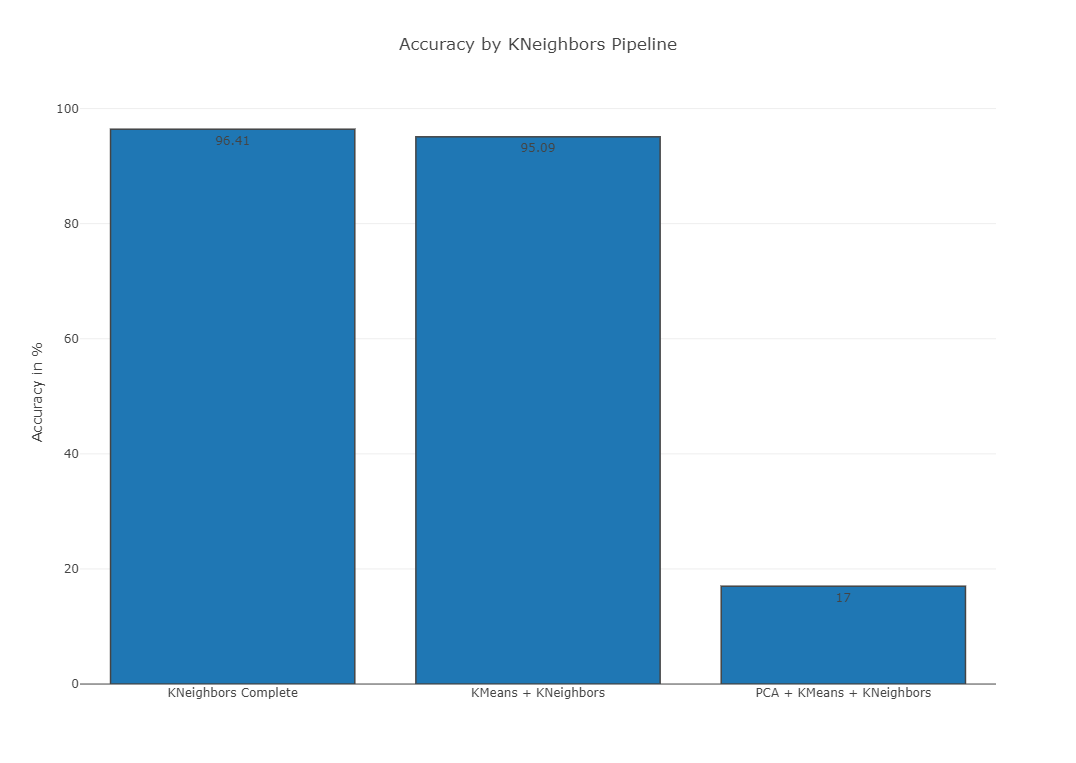 Accuracy by KNeighbors Pipeline
Accuracy in %
100
80
60
40
20
0
96.41
95.09
17
KNeighbors Complete
KMeans + KNeighbors
PCA + KMeans + KNeighbors